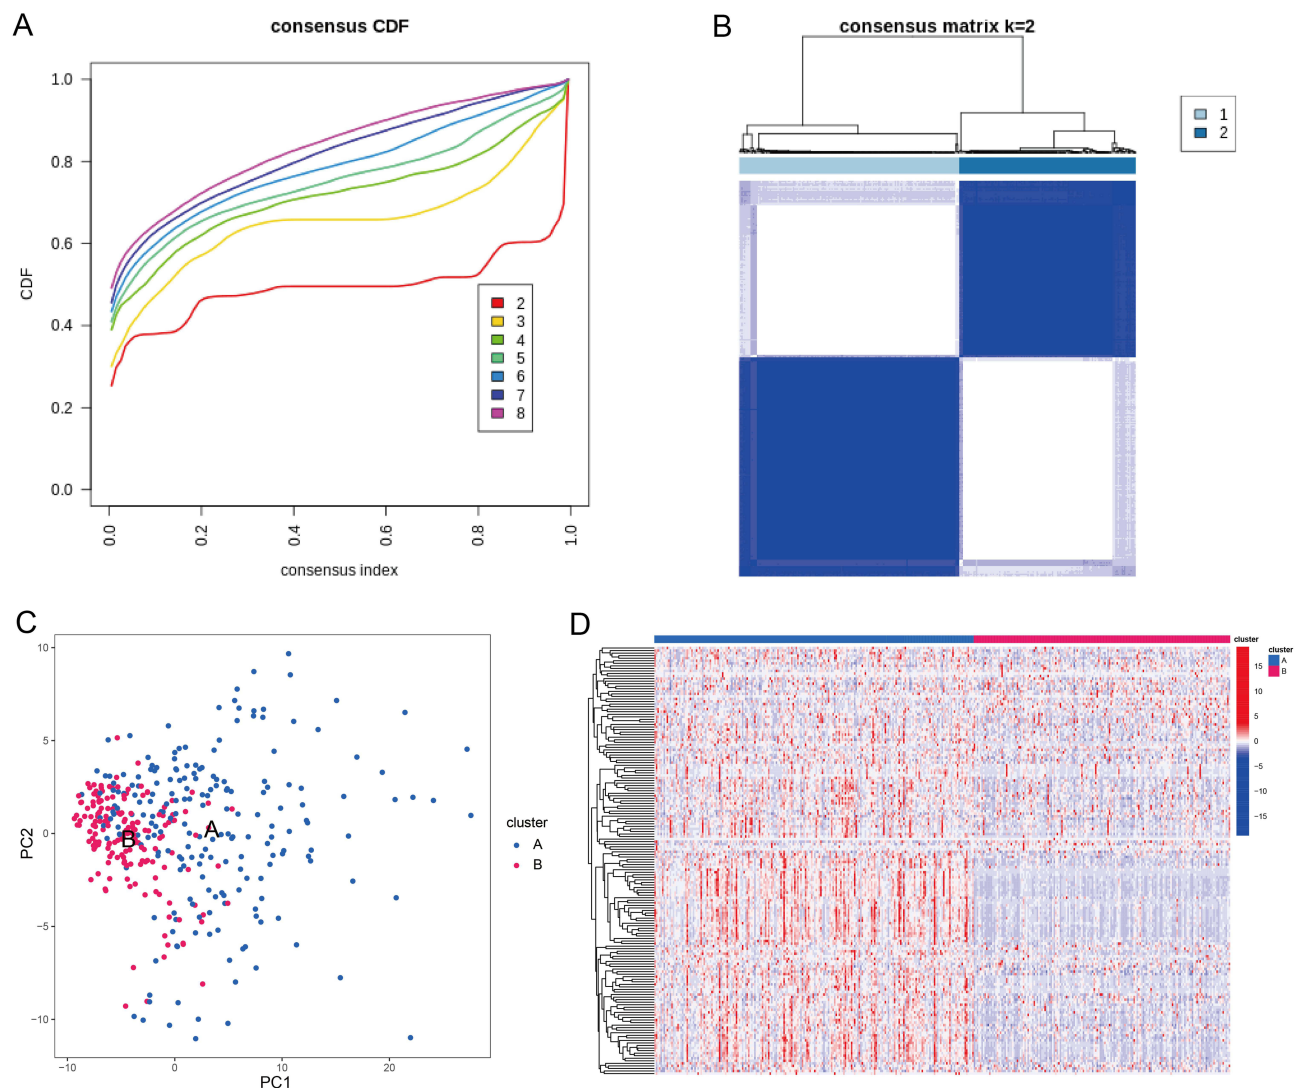 A
consensus CDF
1.0
0.8
0.6
0.4
0.2
0.0
CDF
0.0
0.2
0.4
0.6
0.8
1.0
consensus index
2
3
4
5
6
7
8
B
consensus matrix k=2
1
2
C
10
5
0
−5
−10
PC2
−10
0
10
20
PC1
A
B
cluster
A
B
D
cluster
15
10
5
0
−5
−10
−15
cluster
A
B